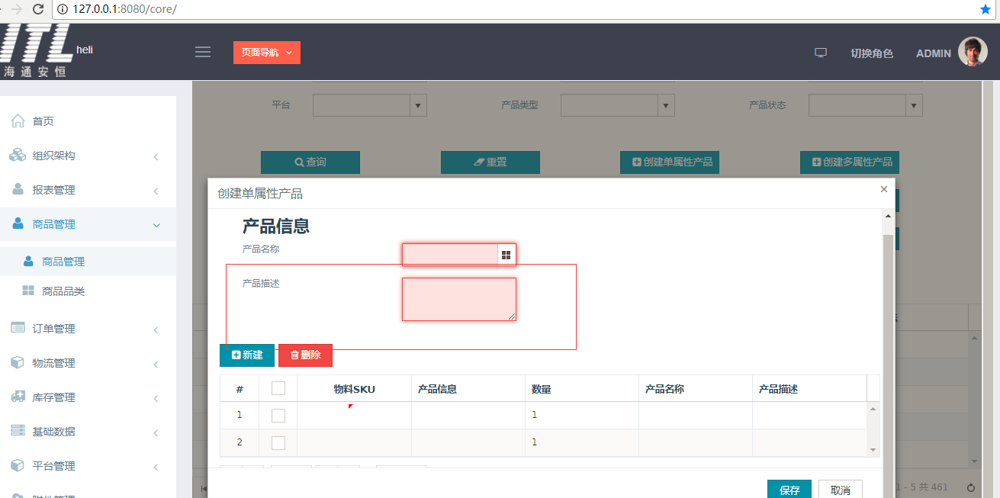 127.0.0.1:8080/core/
ITL heli
海通安恒
页面导航
切换角色 ADMIN
首页
组织架构
报表管理
商品管理
商品管理
商品品类
订单管理
物流管理
库存管理
基础数据
平台管理
平台 产品类型 产品状态
查询 重置 创建单属性产品 创建多属性产品
创建单属性产品 ×
产品信息
产品名称
产品描述
新建 删除
# 物料SKU 产品信息 数量 产品名称 产品描述
1 1
2 1
保存 取消
1 - 5 共 461